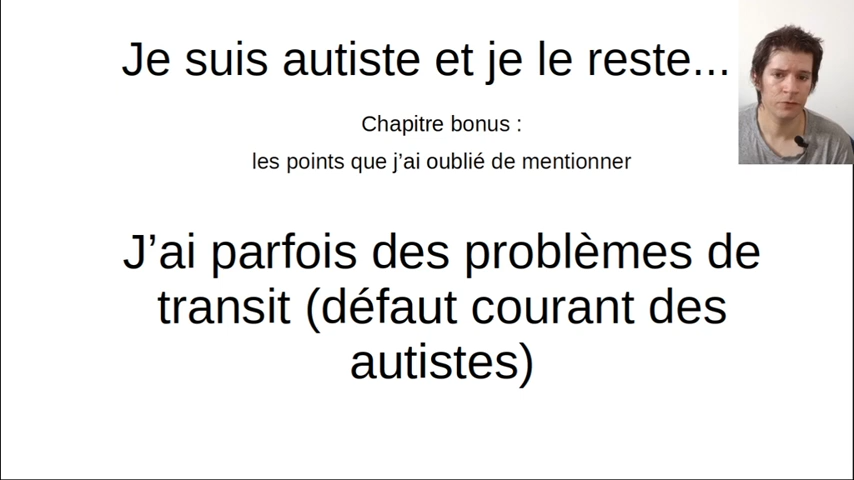 Je suis autiste et je le reste...
Chapitre bonus :
les points que j’ai oublié de mentionner
J’ai parfois des problèmes de
transit (défaut courant des
autistes)